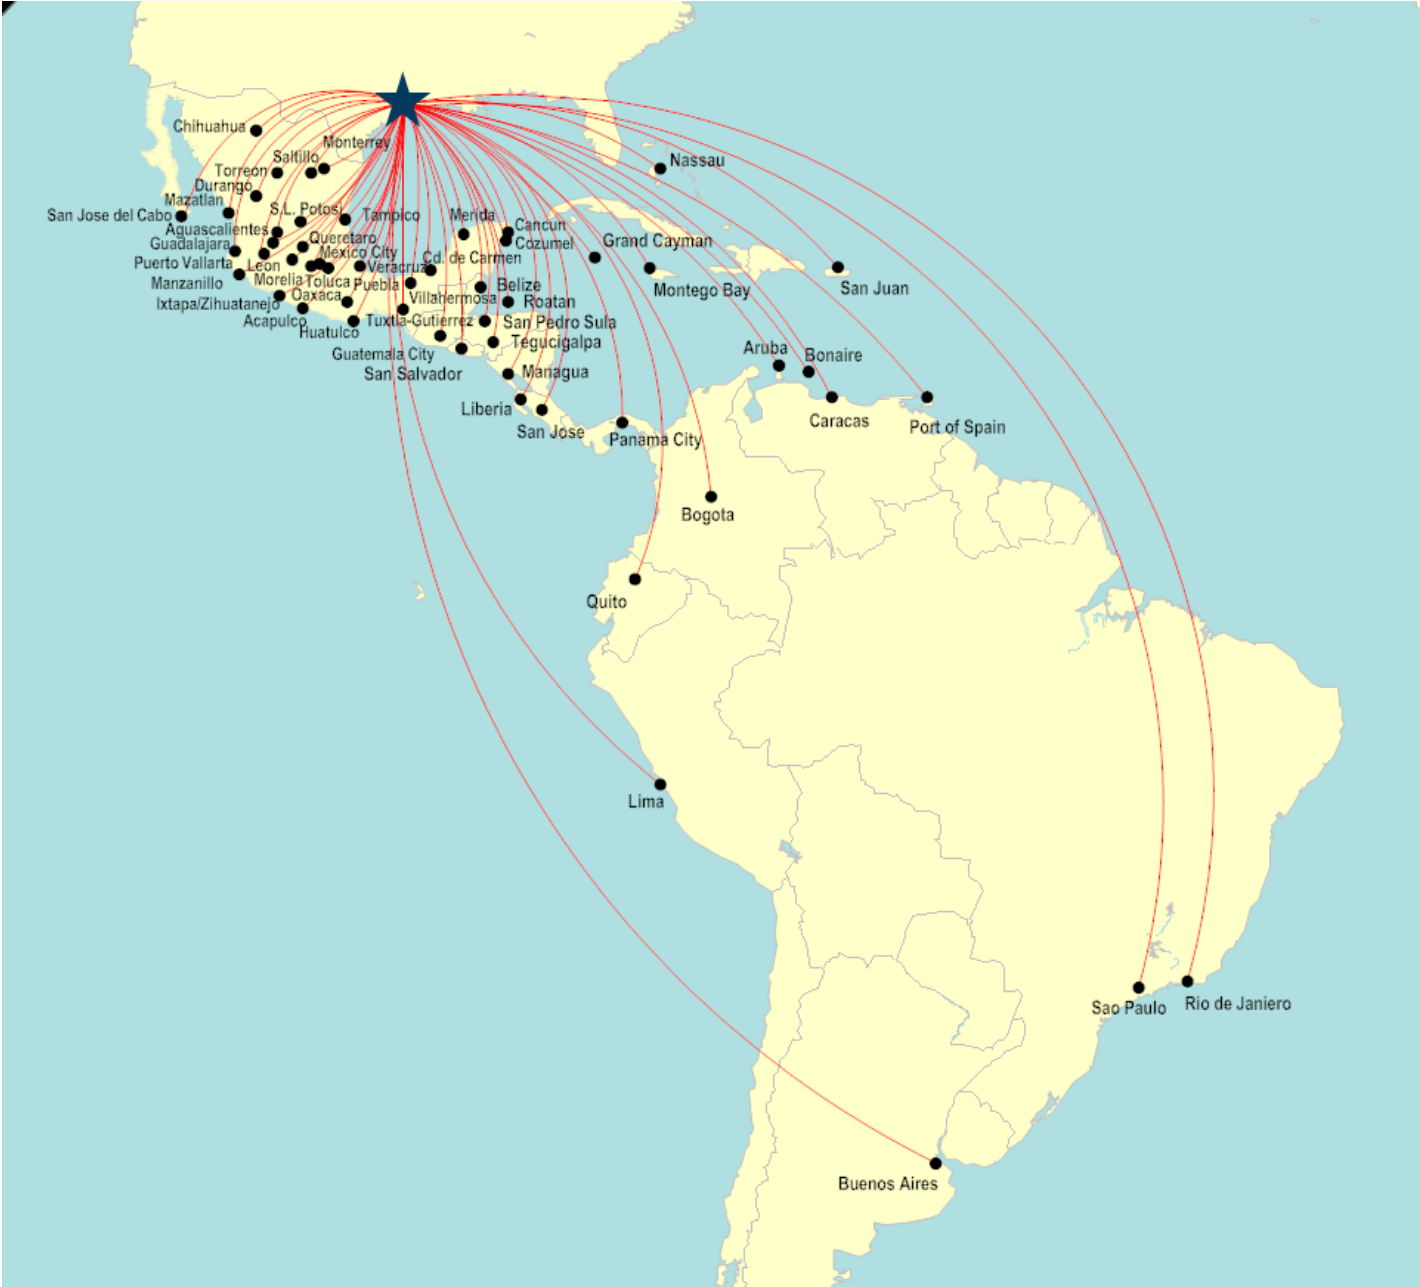 Chihuahua
Monterrey
Saltillo
Nassau
Torreon
Durango
Mazatlan
San Jose del Cabo
S.L. Potosi
Tampico
Merida
Cancun
Aguascalientes
Queretaro
Cozumel
Grand Cayman
Guadalajara
Mexico City
Cd. de Carmen
Puerto Vallarta
Leon
Veracruz
Manzanillo
Morelia
Toluca
Puebla
Belize
Montego Bay
San Juan
Ixtapa/Zihuatanejo
Oaxaca
Villahermosa
Roatan
Acapulco
Huatulco
Tuxtla-Gutierrez
San Pedro Sula
Tegucigalpa
Guatemala City
San Salvador
Managua
Aruba
Bonaire
Liberia
San Jose
Panama City
Caracas
Port of Spain
Bogota
Quito
Lima
Sao Paulo
Rio de Janiero
Buenos Aires